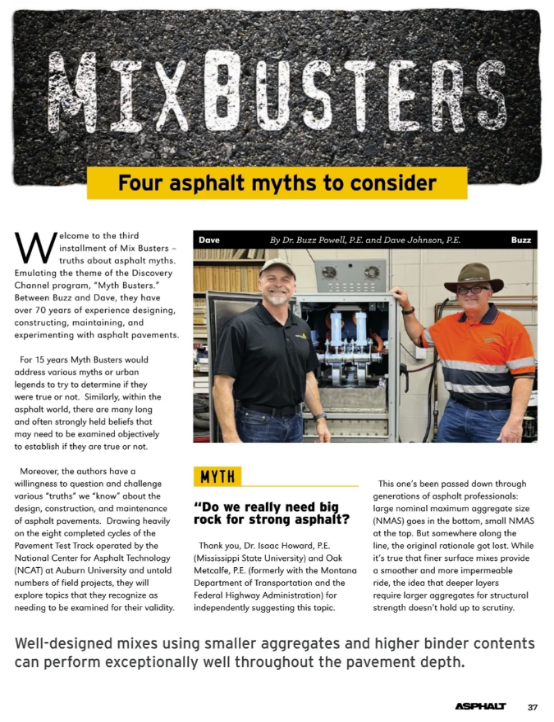 MIXBUSTERS
Four asphalt myths to consider
Welcome to the third
installment of Mix Busters –
truths about asphalt myths.
Emulating the theme of the Discovery
Channel program, “Myth Busters.”
Between Buzz and Dave, they have
over 70 years of experience designing,
constructing, maintaining, and
experimenting with asphalt pavements.
For 15 years Myth Busters would
address various myths or urban
legends to try to determine if they
were true or not. Similarly, within the
asphalt world, there are many long
and often strongly held beliefs that
may need to be examined objectively
to establish if they are true or not.
Moreover, the authors have a
willingness to question and challenge
various “truths” we “know” about the
design, construction, and maintenance
of asphalt pavements. Drawing heavily
on the eight completed cycles of the
Pavement Test Track operated by the
National Center for Asphalt Technology
(NCAT) at Auburn University and untold
numbers of field projects, they will
explore topics that they recognize as
needing to be examined for their validity.
Dave By Dr. Buzz Powell, P.E. and Dave Johnson, P.E. Buzz
MYTH
“Do we really need big
rock for strong asphalt?
Thank you, Dr. Isaac Howard, P.E.
(Mississippi State University) and Oak
Metcalfe, P.E. (formerly with the Montana
Department of Transportation and the
Federal Highway Administration) for
independently suggesting this topic.
This one’s been passed down through
generations of asphalt professionals:
large nominal maximum aggregate size
(NMAS) goes in the bottom, small NMAS
at the top. But somewhere along the
line, the original rationale got lost. While
it’s true that finer surface mixes provide
a smoother and more impermeable
ride, the idea that deeper layers
require larger aggregates for structural
strength doesn’t hold up to scrutiny.
Well-designed mixes using smaller aggregates and higher binder contents
can perform exceptionally well throughout the pavement depth.
ASPHALT 37